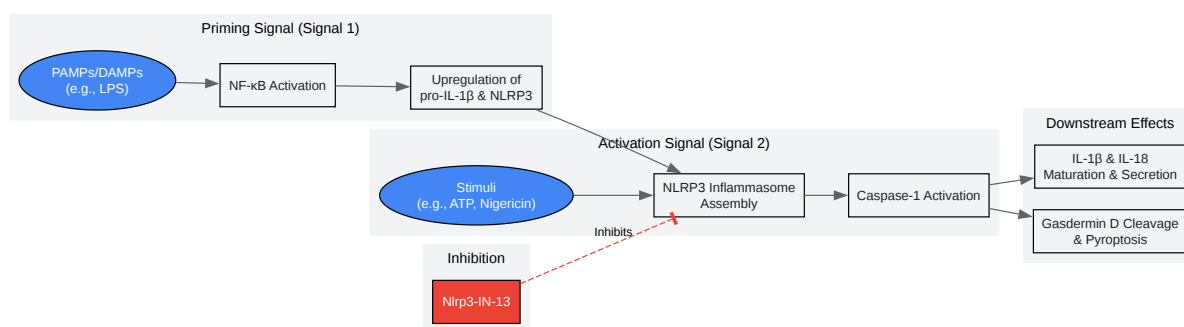 Priming Signal (Signal 1)
PAMPs/DAMPs
(e.g., LPS)
NF-κB Activation
Upregulation of
pro-IL-1β & NLRP3
Activation Signal (Signal 2)
Stimuli
(e.g., ATP, Nigericin)
NLRP3 Inflammasome
Assembly
Caspase-1 Activation
Downstream Effects
IL-1β & IL-18
Maturation & Secretion
Gasdermin D Cleavage
& Pyroptosis
Inhibits
Inhibition
Nlrp3-IN-13